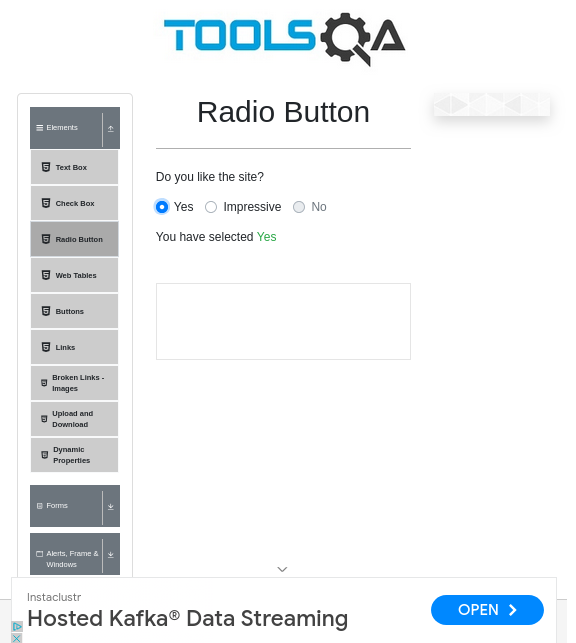 TOOLSQA
Radio Button
Elements
Text Box
Check Box
Radio Button
Web Tables
Buttons
Links
Broken Links -
Images
Upload and
Download
Dynamic
Properties
Forms
Alerts, Frame &
Windows
Do you like the site?
Yes Impressive No
You have selected Yes
Instaclustr
Hosted Kafka® Data Streaming
OPEN